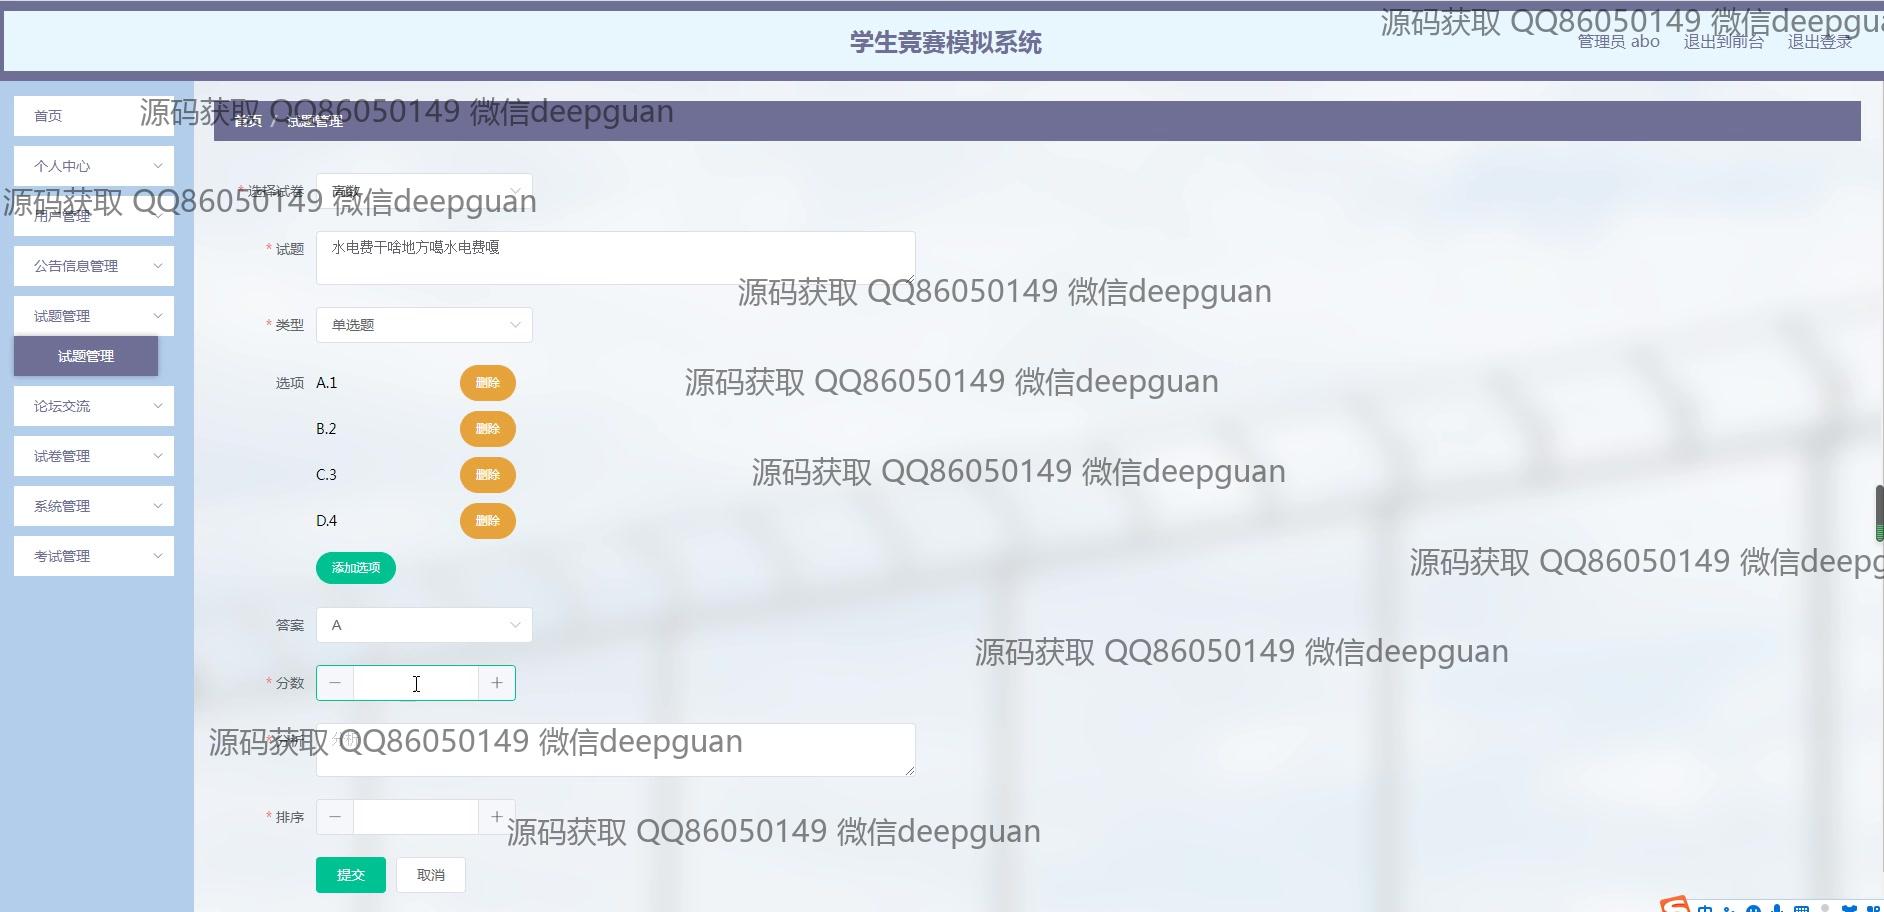 源码获取 QQ86050149 微信deepgua
学生竞赛模拟系统
管理员 abo 退出到前台 退出登录
源码获取 QQ86050149 微信deepguan
首页
首页 / 试题管理
个人中心
* 选择试卷 高数
源码获取 QQ86050149 微信deepguan
用户管理
* 试题 水电费干啥地方噶水电费嘎
公告信息管理
源码获取 QQ86050149 微信deepguan
试题管理
* 类型 单选题
试题管理
选项 A.1 删除
源码获取 QQ86050149 微信deepguan
论坛交流
B.2 删除
试卷管理
C.3 删除
源码获取 QQ86050149 微信deepguan
系统管理
D.4 删除
考试管理
添加选项
源码获取 QQ86050149 微信deepg
答案 A
源码获取 QQ86050149 微信deepguan
* 分数
* 分析 分析
源码获取 QQ86050149 微信deepguan
* 排序
源码获取 QQ86050149 微信deepguan
提交 取消
中